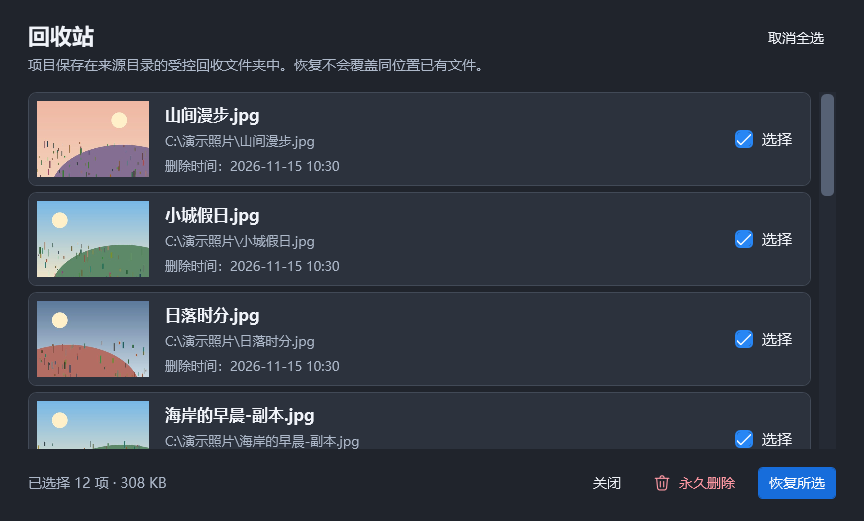 回收站
取消全选
项目保存在来源目录的受控回收文件夹中。恢复不会覆盖同位置已有文件。
山间漫步.jpg
C:\演示照片\山间漫步.jpg
删除时间：2026-11-15 10:30
选择
小城假日.jpg
C:\演示照片\小城假日.jpg
删除时间：2026-11-15 10:30
选择
日落时分.jpg
C:\演示照片\日落时分.jpg
删除时间：2026-11-15 10:30
选择
海岸的早晨-副本.jpg
C:\演示照片\海岸的早晨-副本.jpg
选择
已选择 12 项 · 308 KB
关闭
永久删除
恢复所选